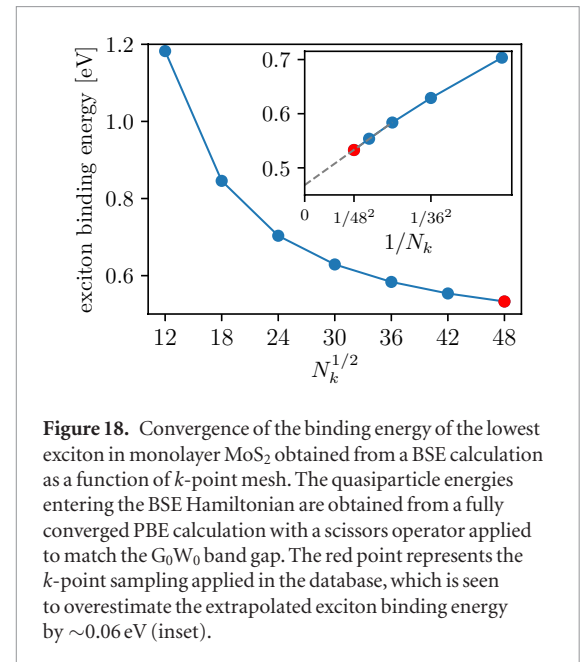 1.2
1.0
0.8
0.6
exciton binding energy [eV]
0.7
0.6
0.5
0
1/48²
1/36²
1/N_k
12 18 24 30 36 42 48
N_k^{1/2}
Figure 18. Convergence of the binding energy of the lowest
exciton in monolayer MoS₂ obtained from a BSE calculation
as a function of k-point mesh. The quasiparticle energies
entering the BSE Hamiltonian are obtained from a fully
converged PBE calculation with a scissors operator applied
to match the G₀W₀ band gap. The red point represents the
k-point sampling applied in the database, which is seen
to overestimate the extrapolated exciton binding energy
by ∼0.06 eV (inset).